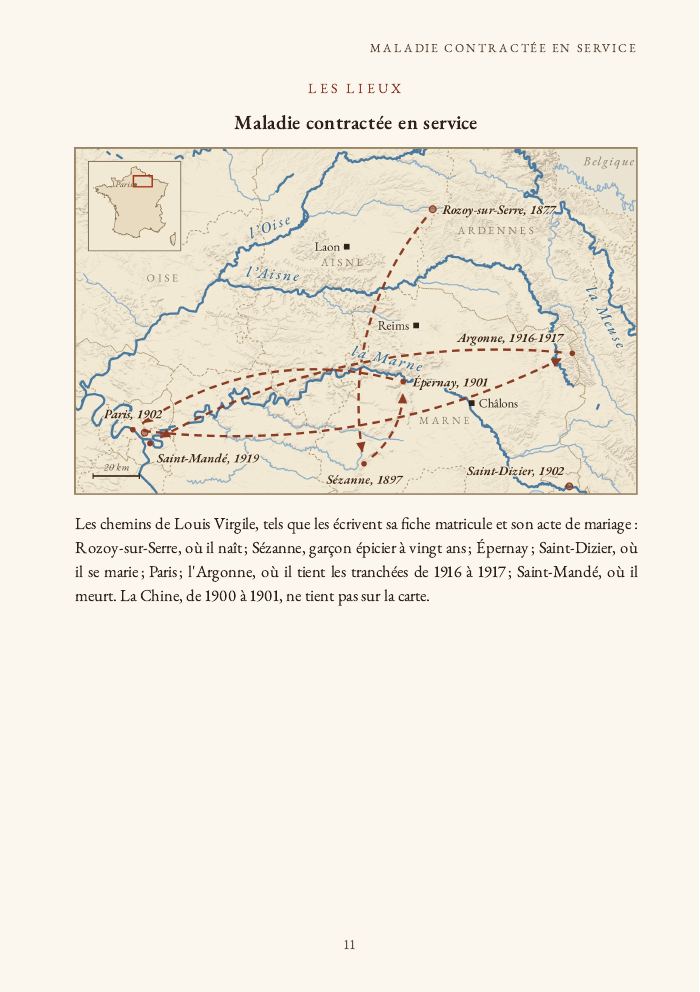 MALADIE CONTRACTÉE EN SERVICE
LES LIEUX
Maladie contractée en service
Belgique
Paris
Rozoy-sur-Serre, 1877
l'Oise
ARDENNES
Laon
AISNE
l'Aisne
OISE
la Meuse
Reims
Argonne, 1916-1917
la Marne
Épernay, 1901
Châlons
Paris, 1902
MARNE
Saint-Mandé, 1919
20 km
Saint-Dizier, 1902
Sézanne, 1897
Les chemins de Louis Virgile, tels que les écrivent sa fiche matricule et son acte de mariage :
Rozoy-sur-Serre, où il naît ; Sézanne, garçon épicier à vingt ans ; Épernay ; Saint-Dizier, où
il se marie ; Paris ; l'Argonne, où il tient les tranchées de 1916 à 1917 ; Saint-Mandé, où il
meurt. La Chine, de 1900 à 1901, ne tient pas sur la carte.
11